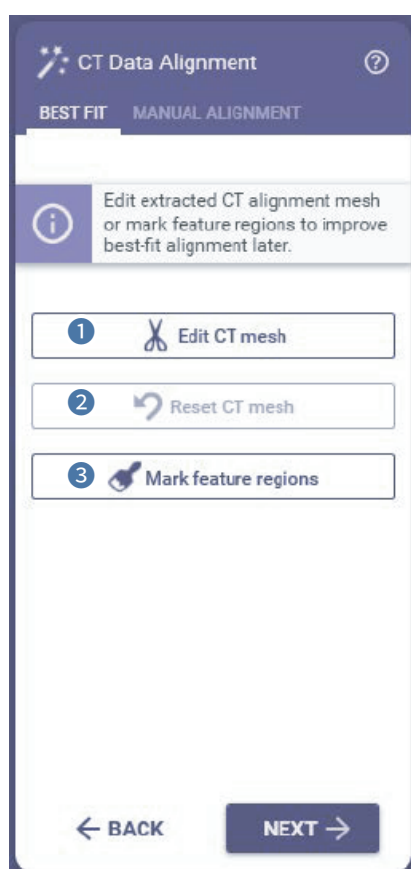 CT Data Alignment
BEST FIT MANUAL ALIGNMENT
Edit extracted CT alignment mesh
or mark feature regions to improve
best-fit alignment later.
1 Edit CT mesh
2 Reset CT mesh
3 Mark feature regions
BACK NEXT